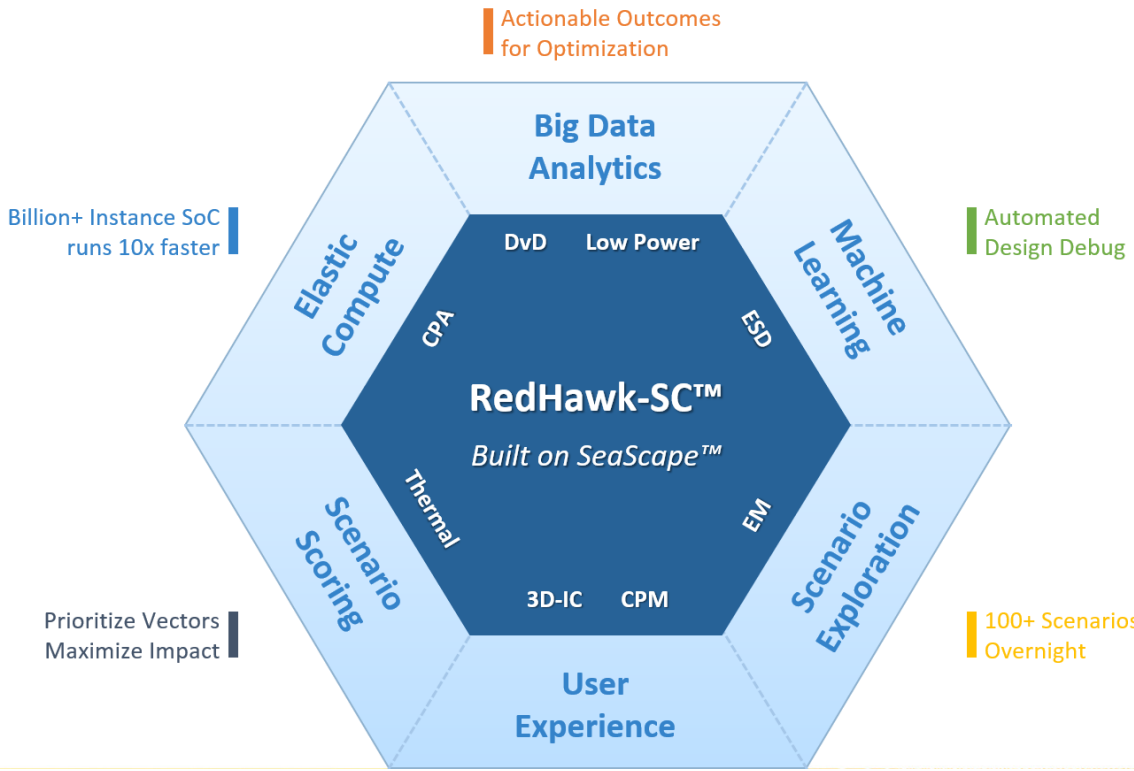 Actionable Outcomes
for Optimization
Big Data
Analytics
Billion+ Instance SoC
runs 10x faster
Elastic
Compute
Machine
Learning
Automated
Design Debug
DvD
Low Power
CPA
ESD
RedHawk-SC™
Built on SeaScape™
Thermal
EM
3D-IC
CPM
Scenario
Scoring
Scenario
Exploration
Prioritize Vectors
Maximize Impact
100+ Scenarios
Overnight
User
Experience